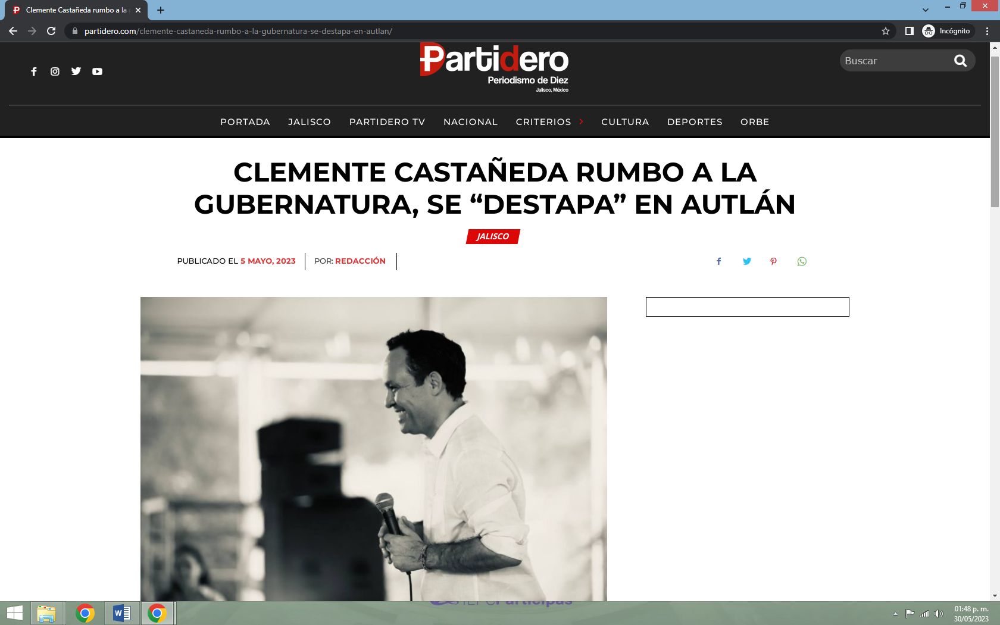 Clemente Castañeda rumbo a la g
partidero.com/clemente-castaneda-rumbo-a-la-gubernatura-se-destapa-en-autlan/
Incógnito
Partidero
Periodismo de Diez
Jalisco, México
Buscar
PORTADA JALISCO PARTIDERO TV NACIONAL CRITERIOS CULTURA DEPORTES ORBE
CLEMENTE CASTAÑEDA RUMBO A LA
GUBERNATURA, SE “DESTAPA” EN AUTLÁN
JALISCO
PUBLICADO EL 5 MAYO, 2023 POR: REDACCIÓN
Participas
01:48 p. m.
30/05/2023